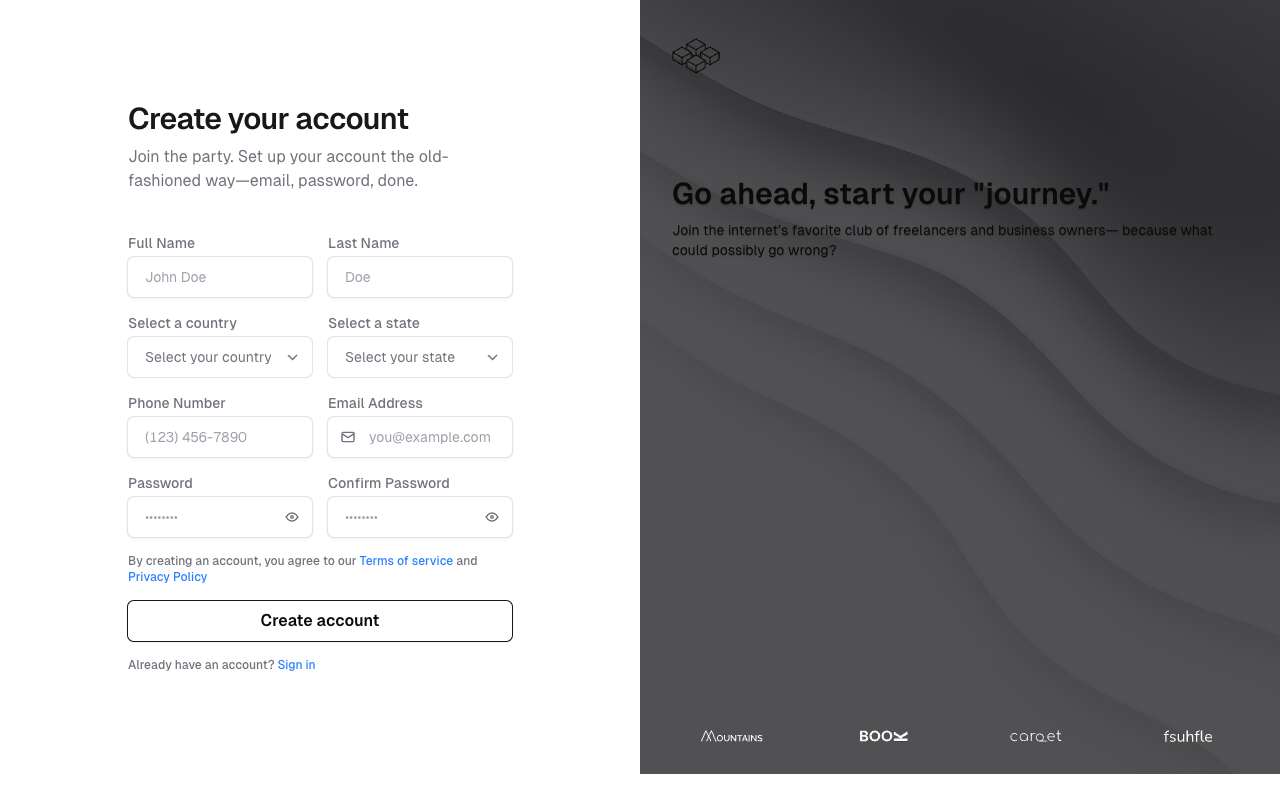 Create your account
Join the party. Set up your account the old-
fashioned way—email, password, done.
Full Name
Last Name
John Doe
Doe
Select a country
Select a state
Select your country
Select your state
Phone Number
Email Address
(123) 456-7890
you@example.com
Password
Confirm Password
••••••••
••••••••
By creating an account, you agree to our Terms of service and
Privacy Policy
Create account
Already have an account? Sign in
Go ahead, start your "journey."
Join the internet's favorite club of freelancers and business owners— because what
could possibly go wrong?
MOUNTAINS
BOOK
carqet
fsuhfle